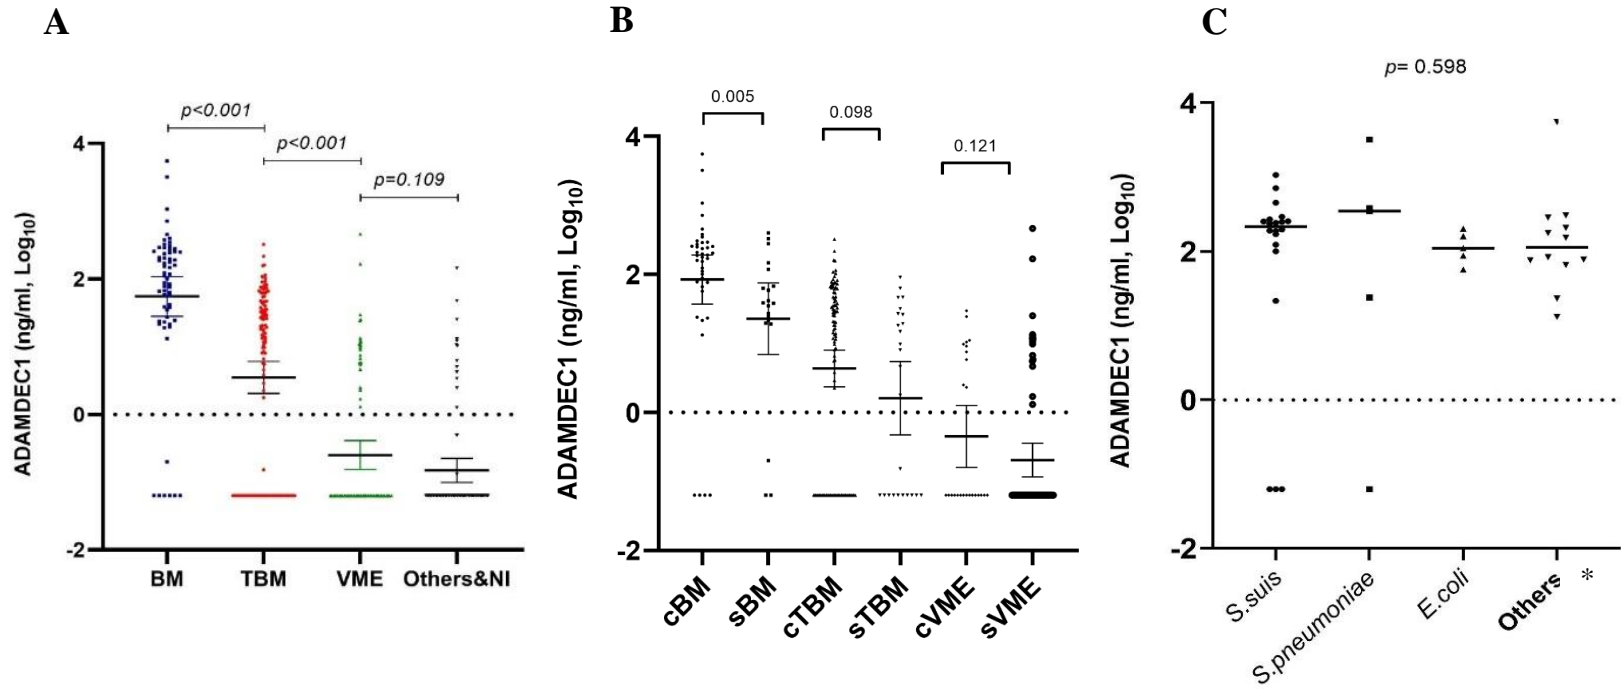 A
p<0.001
p<0.001
p=0.109
4
2
0
-2
ADAMDEC1 (ng/ml, Log10)
BM TBM VME Others&NI
B
0.005
0.098
0.121
4
2
0
-2
ADAMDEC1 (ng/ml, Log10)
cBM
sBM
cTBM
sTBM
cVME
sVME
C
p= 0.598
4
2
0
-2
ADAMDEC1 (ng/ml, Log10)
S.suis
S.pneumoniae
E.coli
Others *